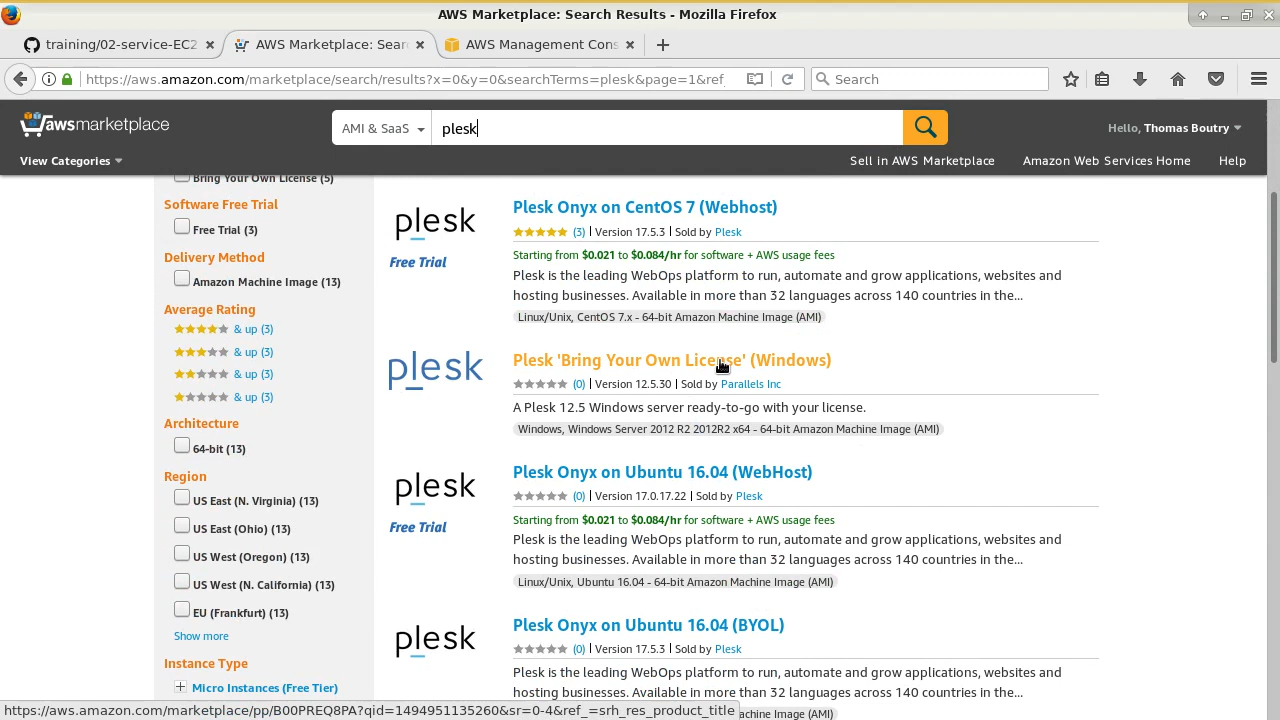 AWS Marketplace: Search Results - Mozilla Firefox
training/02-service-EC2
AWS Marketplace: Sear
AWS Management Cons
https://aws.amazon.com/marketplace/search/results?x=0&y=0&searchTerms=plesk&page=1&ref_
Search
awsmarketplace
AMI & SaaS
plesk
Hello, Thomas Boutry
View Categories
Sell in AWS Marketplace
Amazon Web Services Home
Help
Bring Your Own License (5)
Software Free Trial
Free Trial (3)
Delivery Method
Amazon Machine Image (13)
Average Rating
& up (3)
& up (3)
& up (3)
& up (3)
Architecture
64-bit (13)
Region
US East (N. Virginia) (13)
US East (Ohio) (13)
US West (Oregon) (13)
US West (N. California) (13)
EU (Frankfurt) (13)
Show more
Instance Type
Micro Instances (Free Tier)
plesk
Free Trial
Plesk Onyx on CentOS 7 (Webhost)
(3) | Version 17.5.3 | Sold by Plesk
Starting from $0.021 to $0.084/hr for software + AWS usage fees
Plesk is the leading WebOps platform to run, automate and grow applications, websites and
hosting businesses. Available in more than 32 languages across 140 countries in the...
Linux/Unix, CentOS 7.x - 64-bit Amazon Machine Image (AMI)
plesk
Plesk 'Bring Your Own License' (Windows)
(0) | Version 12.5.30 | Sold by Parallels Inc
A Plesk 12.5 Windows server ready-to-go with your license.
Windows, Windows Server 2012 R2 2012R2 x64 - 64-bit Amazon Machine Image (AMI)
plesk
Free Trial
Plesk Onyx on Ubuntu 16.04 (WebHost)
(0) | Version 17.0.17.22 | Sold by Plesk
Starting from $0.021 to $0.084/hr for software + AWS usage fees
Plesk is the leading WebOps platform to run, automate and grow applications, websites and
hosting businesses. Available in more than 32 languages across 140 countries in the...
Linux/Unix, Ubuntu 16.04 - 64-bit Amazon Machine Image (AMI)
plesk
Plesk Onyx on Ubuntu 16.04 (BYOL)
(0) | Version 17.5.3 | Sold by Plesk
Plesk is the leading WebOps platform to run, automate and grow applications, websites and
hosting businesses. Available in more than 32 languages across 140 countries in the...
achine Image (AMI)
https://aws.amazon.com/marketplace/pp/B00PREQ8PA?qid=1494951135260&sr=0-4&ref_=srh_res_product_title